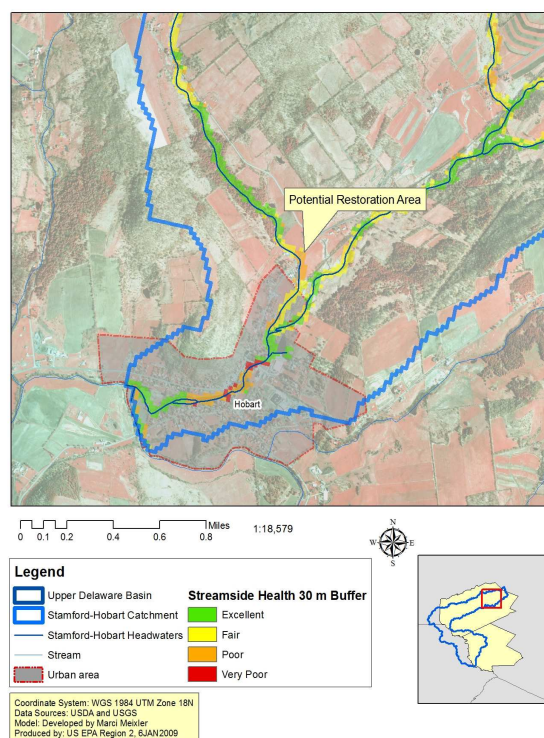 Potential Restoration Area
Hobart
Miles
0 0.1 0.2 0.4 0.6 0.8
1:18,579
N
W E
S
Legend
Upper Delaware Basin
Stamford-Hobart Catchment
Stamford-Hobart Headwaters
Stream
Urban area
Streamside Health 30 m Buffer
Excellent
Fair
Poor
Very Poor
Coordinate System: WGS 1984 UTM Zone 18N
Data Sources: USDA and USGS
Model: Developed by Marci Meixler
Produced by: US EPA Region 2, 6JAN2009